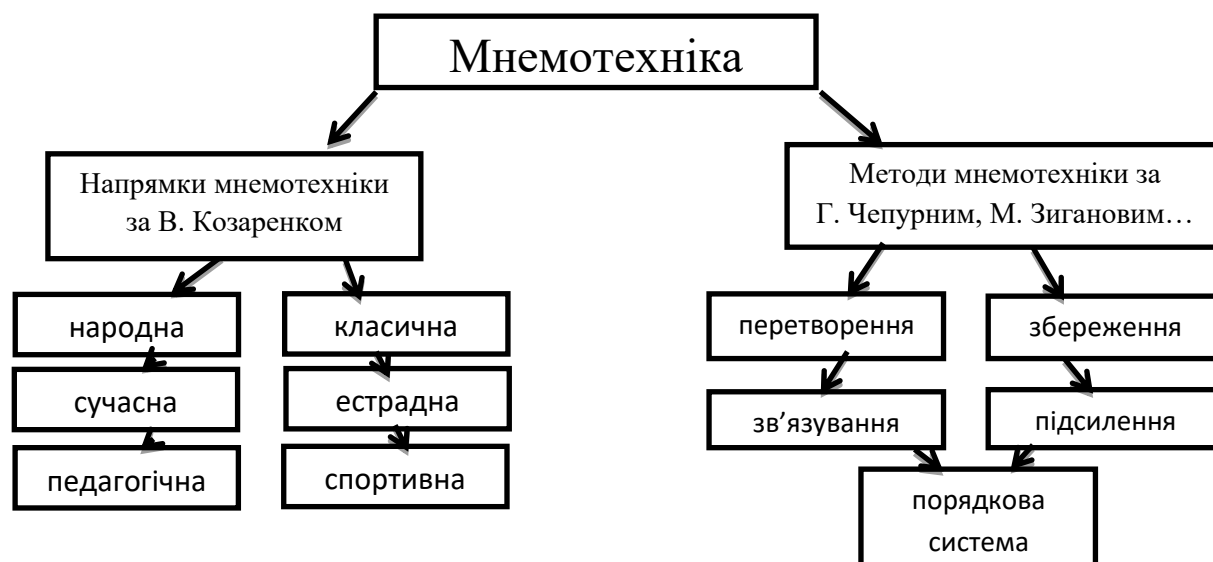 Мнемотехніка
Напрямки мнемотехніки
за В. Козаренком
Методи мнемотехніки за
Г. Чепурним, М. Зигановим…
народна
класична
перетворення
збереження
сучасна
естрадна
зв’язування
підсилення
педагогічна
спортивна
порядкова
система